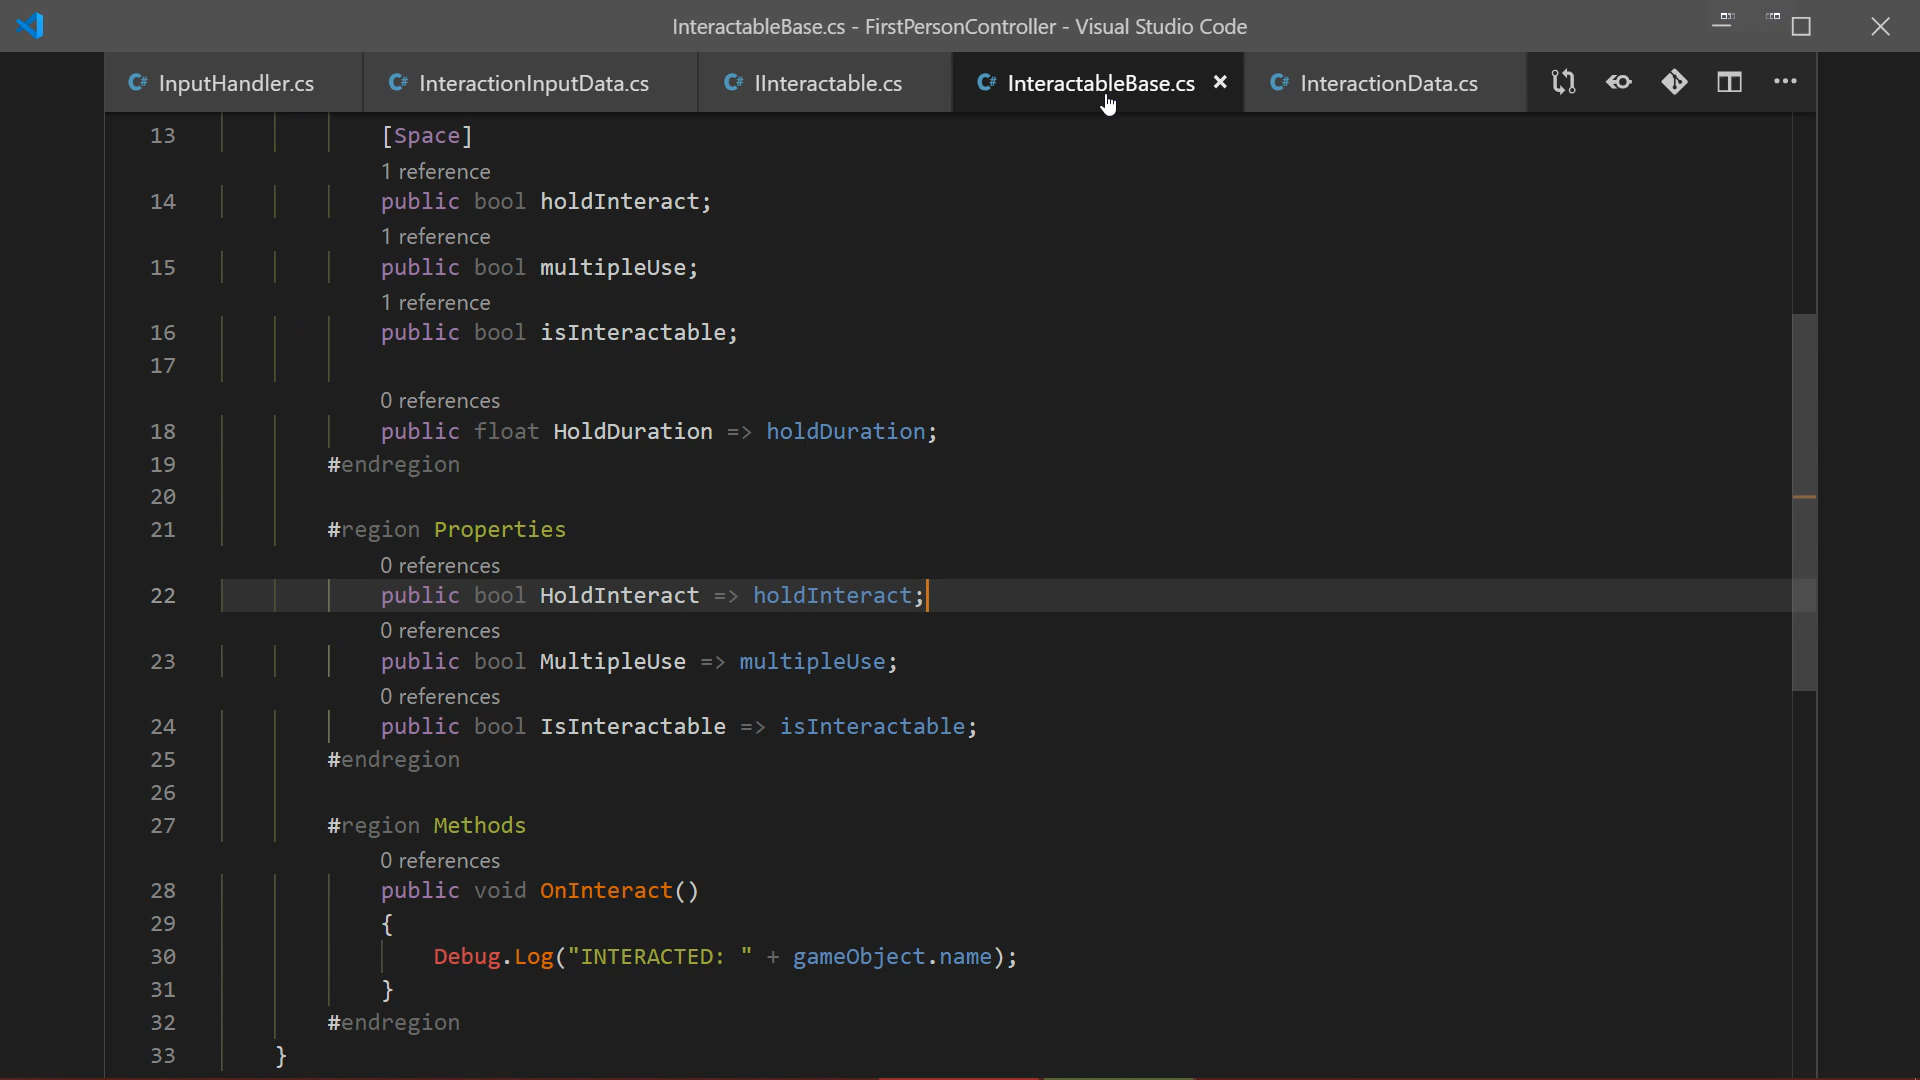 InteractableBase.cs - FirstPersonController - Visual Studio Code
InputHandler.cs InteractionInputData.cs IInteractable.cs InteractableBase.cs InteractionData.cs
13 [Space]
1 reference
14 public bool holdInteract;
1 reference
15 public bool multipleUse;
1 reference
16 public bool isInteractable;
17
0 references
18 public float HoldDuration => holdDuration;
19 #endregion
20
21 #region Properties
0 references
22 public bool HoldInteract => holdInteract;
0 references
23 public bool MultipleUse => multipleUse;
0 references
24 public bool IsInteractable => isInteractable;
25 #endregion
26
27 #region Methods
0 references
28 public void OnInteract()
29 {
30 Debug.Log("INTERACTED: " + gameObject.name);
31 }
32 #endregion
33 }